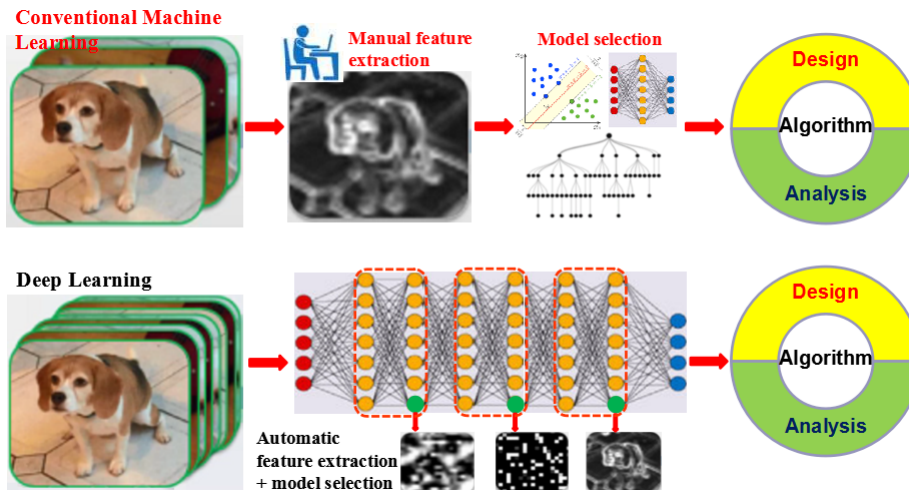 Conventional Machine
Learning
Manual feature
extraction
Model selection
Design
Algorithm
Analysis
Deep Learning
Design
Algorithm
Analysis
Automatic
feature extraction
+ model selection